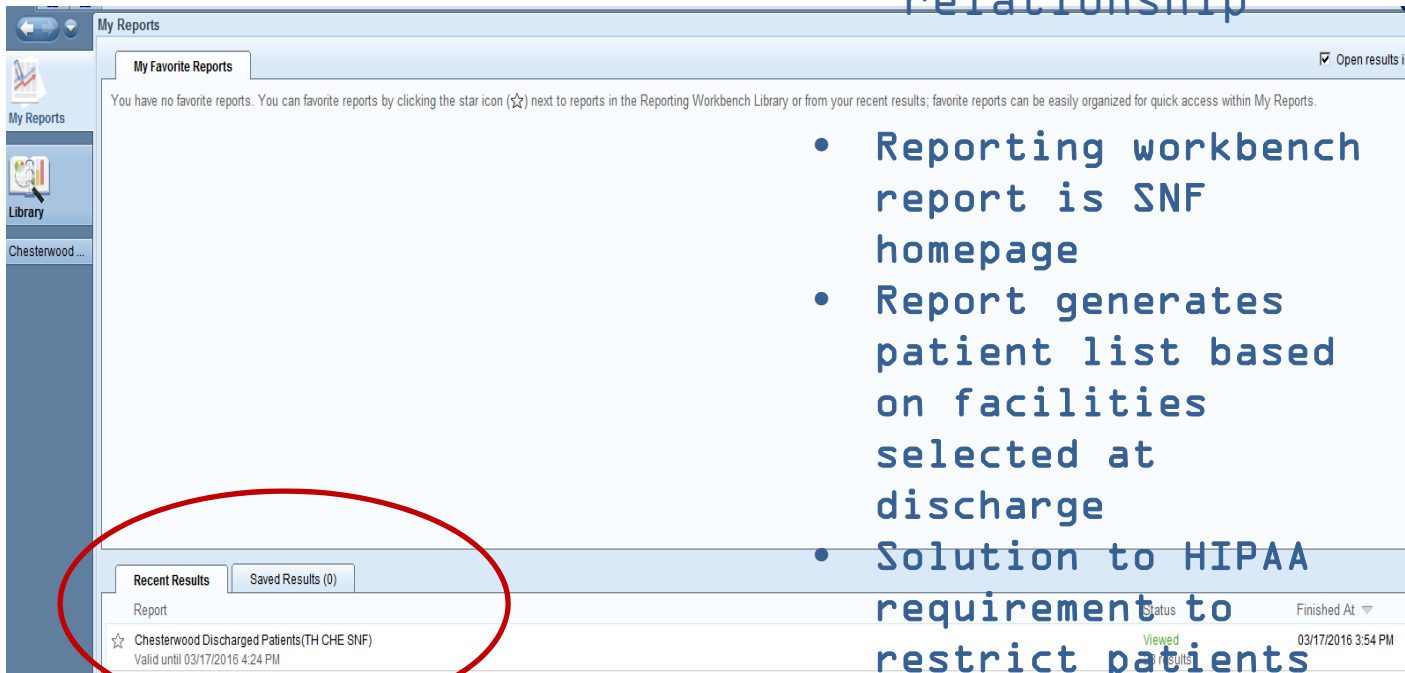 relationship
My Reports
My Favorite Reports
Open results i
You have no favorite reports. You can favorite reports by clicking the star icon (☆) next to reports in the Reporting Workbench Library or from your recent results; favorite reports can be easily organized for quick access within My Reports.
My Reports
Library
Chesterwood ...
• Reporting workbench
report is SNF
homepage
• Report generates
patient list based
on facilities
selected at
discharge
• Solution to HIPAA
requirement to
restrict patients
Recent Results
Saved Results (0)
Report
Status
Finished At
Chesterwood Discharged Patients(TH CHE SNF)
Viewed
03/17/2016 3:54 PM
Valid until 03/17/2016 4:24 PM
results